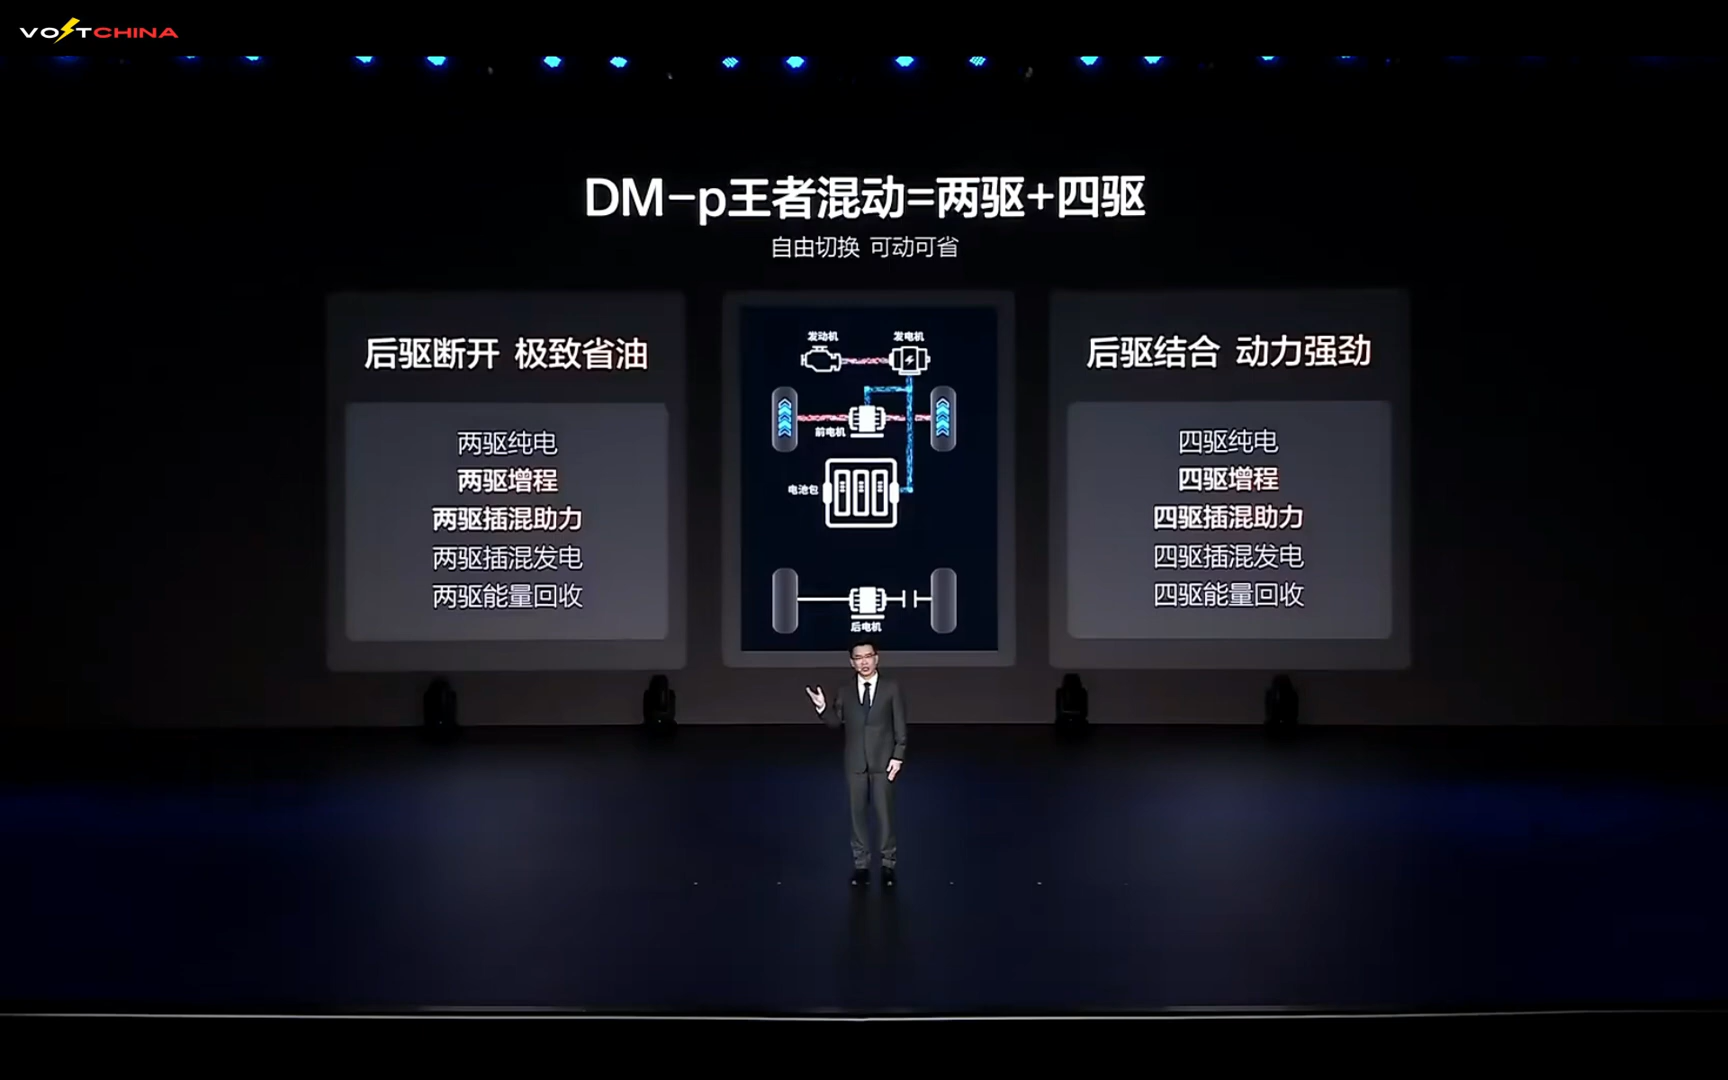 VOLTCHINA
DM-p王者混动=两驱+四驱
自由切换 可动可省
后驱断开 极致省油
两驱纯电
两驱增程
两驱插混助力
两驱插混发电
两驱能量回收
发动机
发电机
前电机
电池包
后电机
后驱结合 动力强劲
四驱纯电
四驱增程
四驱插混助力
四驱插混发电
四驱能量回收